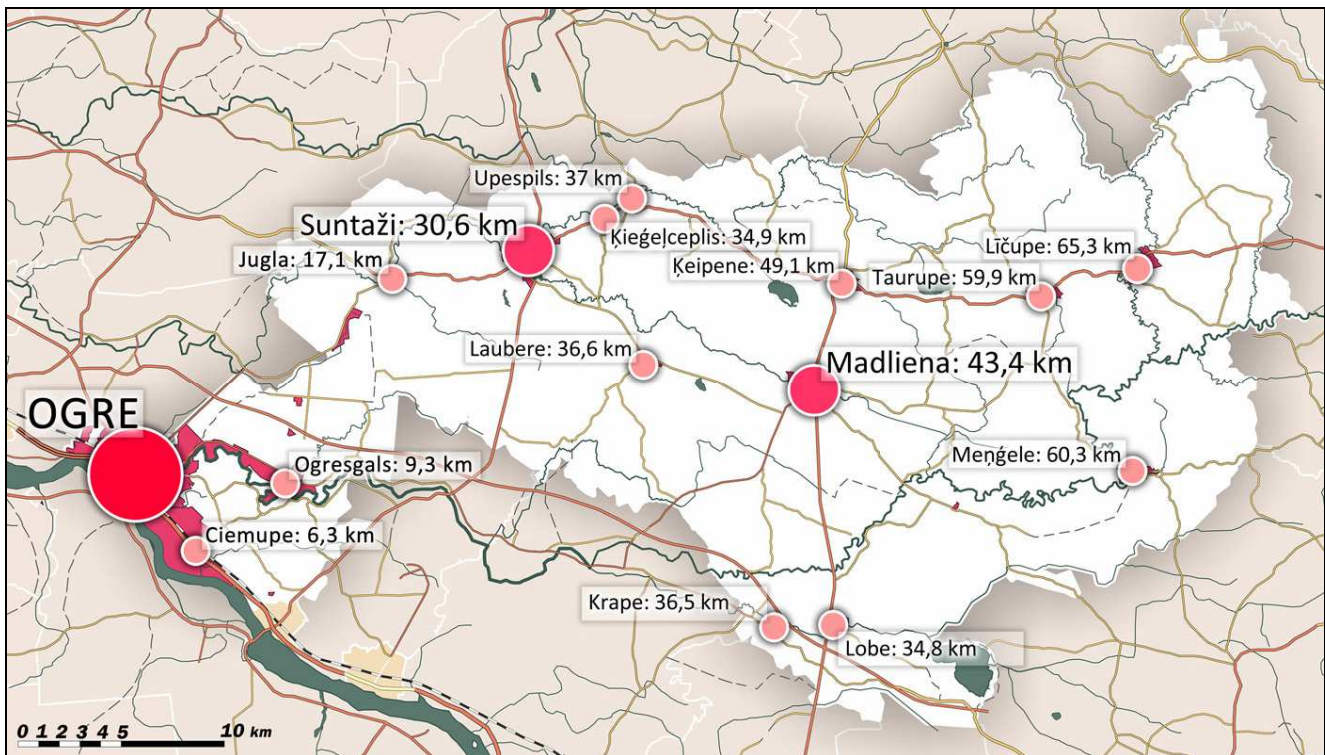 Upespils: 37 km
Suntaži: 30,6 km
Ķieģeļceplis: 34,9 km
Jugla: 17,1 km
Līčupe: 65,3 km
Ķeipene: 49,1 km
Taurupe: 59,9 km
Laubere: 36,6 km
Madliena: 43,4 km
OGRE
Ogresgals: 9,3 km
Meņģele: 60,3 km
Ciemupe: 6,3 km
Krape: 36,5 km
Lobe: 34,8 km
0 1 2 3 4 5 10 km